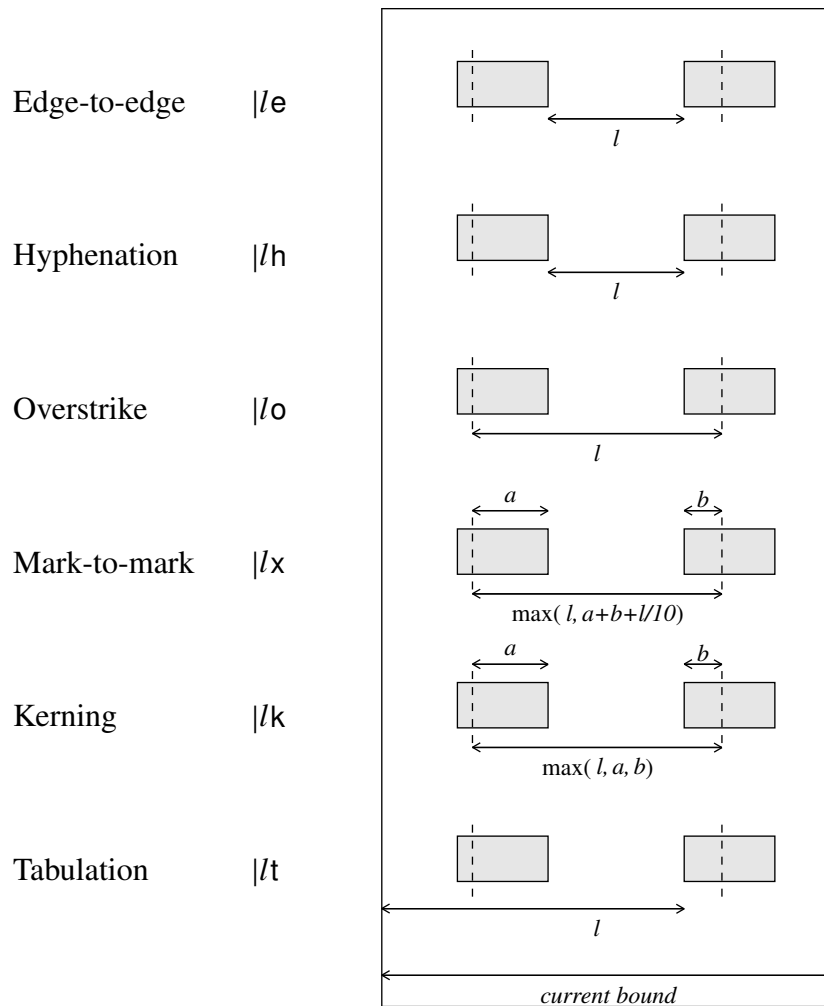 Edge-to-edge |le
l
Hyphenation |lh
l
Overstrike |lo
l
a b
Mark-to-mark |lx
max( l, a+b+l/10)
a b
Kerning |lk
max( l, a, b)
Tabulation |lt
l
current bound